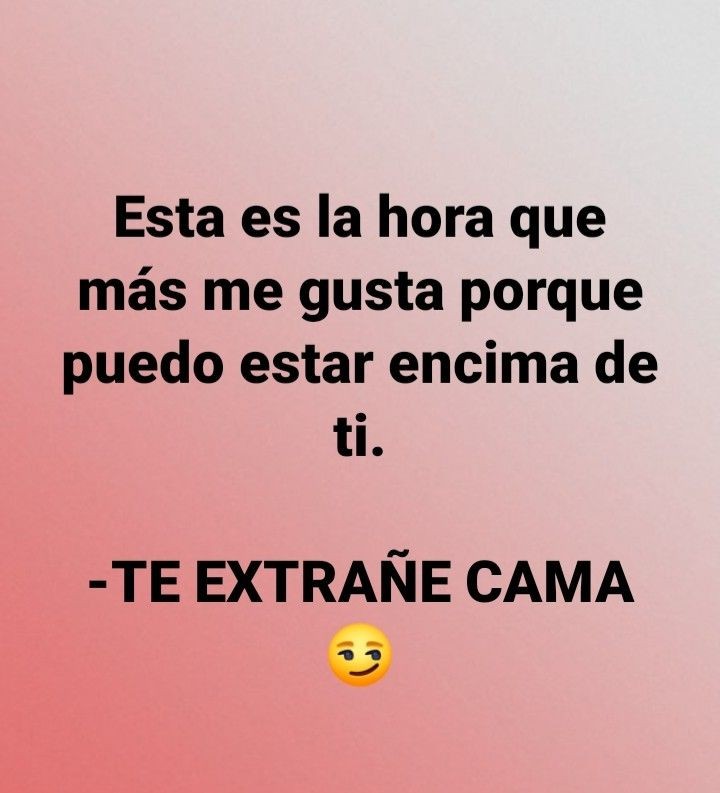 Esta es la hora que
más me gusta porque
puedo estar encima de
ti.
-TE EXTRAÑE CAMA
😏